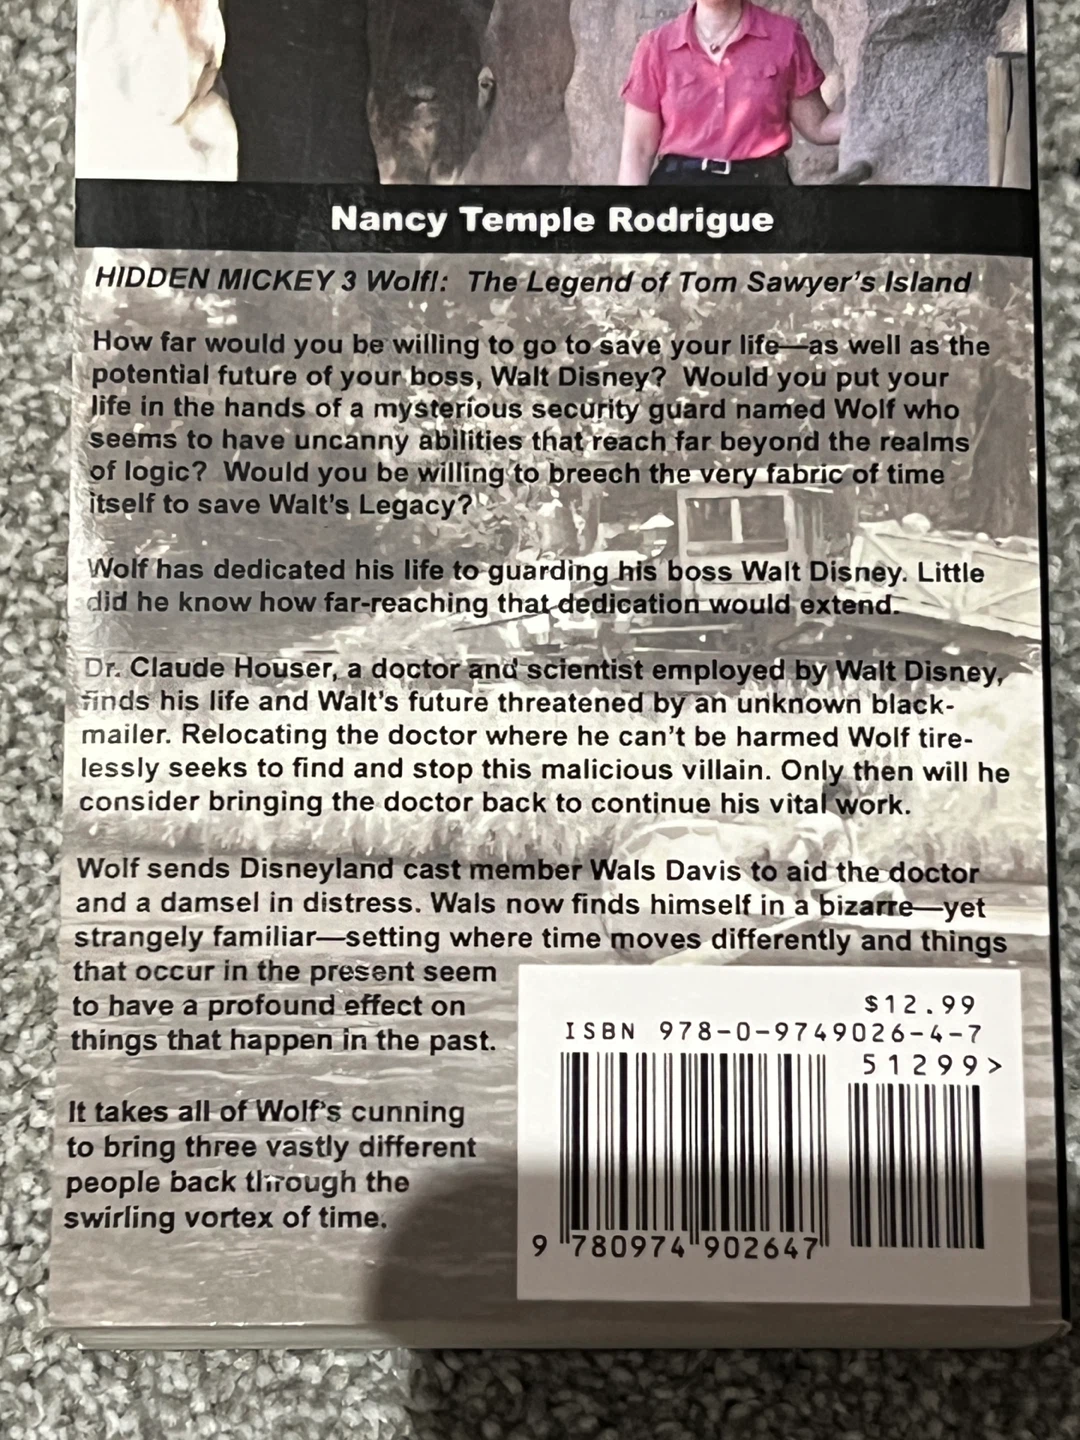 Nancy Temple Rodrigue
HIDDEN MICKEY 3 Wolf!: The Legend of Tom Sawyer's Island
How far would you be willing to go to save your life—as well as the
potential future of your boss, Walt Disney? Would you put your
life in the hands of a mysterious security guard named Wolf who
seems to have uncanny abilities that reach far beyond the realms
of logic? Would you be willing to breech the very fabric of time
itself to save Walt's Legacy?
Wolf has dedicated his life to guarding his boss Walt Disney. Little
did he know how far-reaching that dedication would extend.
Dr. Claude Houser, a doctor and scientist employed by Walt Disney,
finds his life and Walt's future threatened by an unknown black-
mailer. Relocating the doctor where he can't be harmed Wolf tire-
lessly seeks to find and stop this malicious villain. Only then will he
consider bringing the doctor back to continue his vital work.
Wolf sends Disneyland cast member Wals Davis to aid the doctor
and a damsel in distress. Wals now finds himself in a bizarre—yet
strangely familiar—setting where time moves differently and things
that occur in the present seem
to have a profound effect on
things that happen in the past.
It takes all of Wolf's cunning
to bring three vastly different
people back through the
swirling vortex of time.
$12.99
ISBN 978-0-9749026-4-7
51299>
9 780974 902647